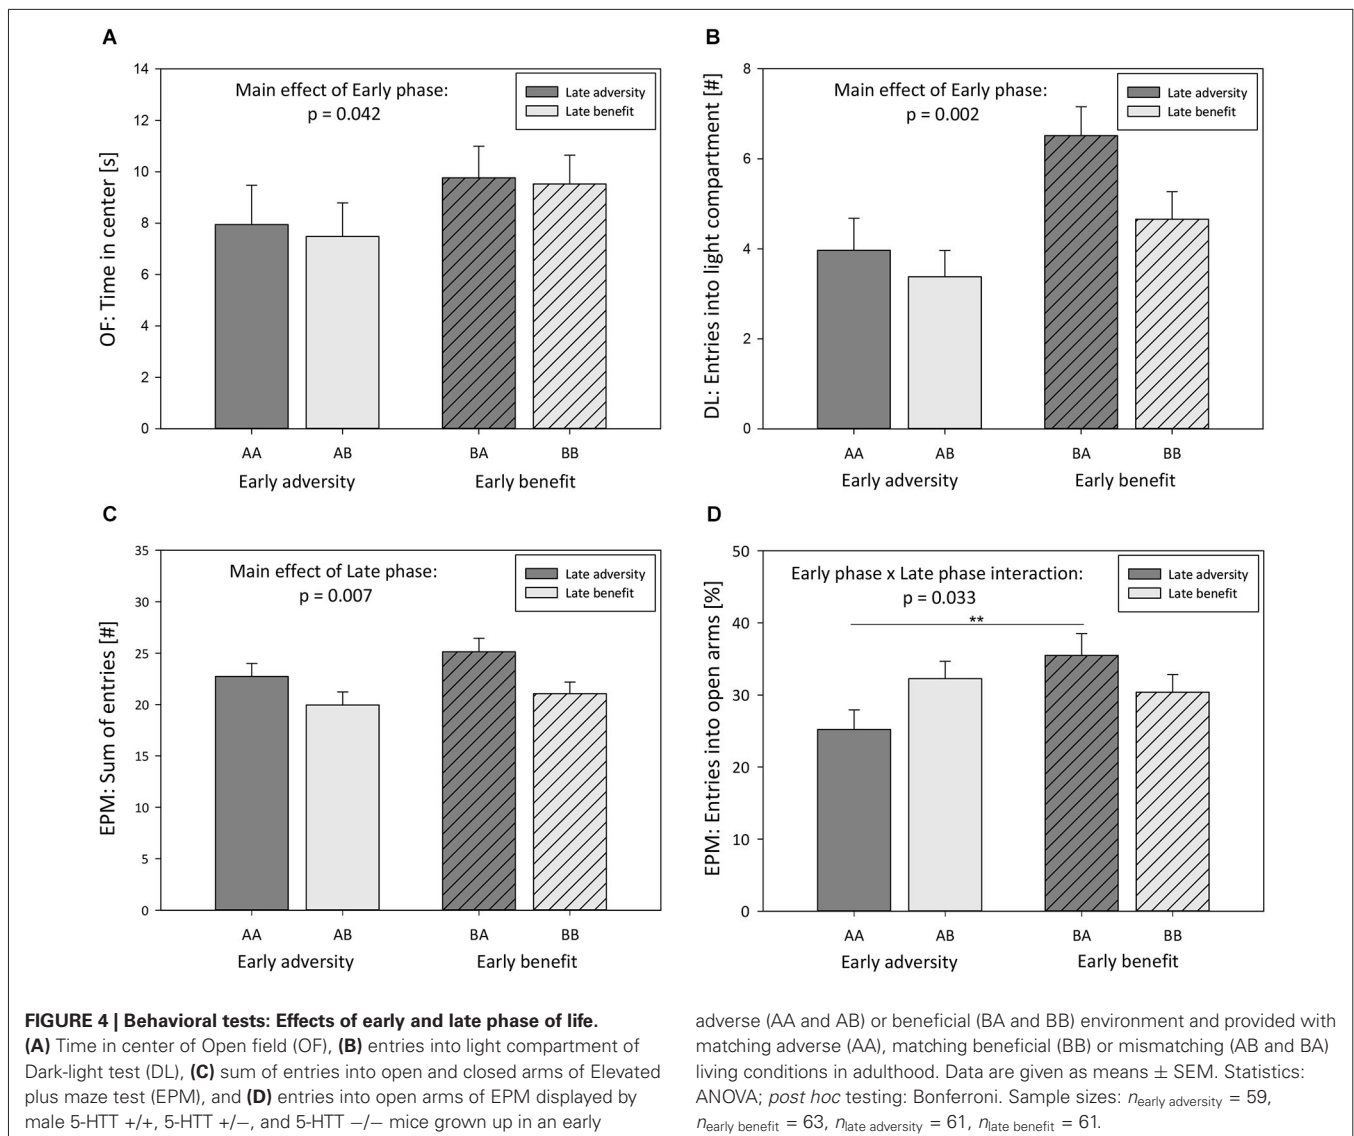 A
Main effect of Early phase:
p = 0.042
Late adversity
Late benefit
OF: Time in center [s]
14
12
10
8
6
4
2
0
AA AB BA BB
Early adversity Early benefit
B
Main effect of Early phase:
p = 0.002
Late adversity
Late benefit
DL: Entries into light compartment [#]
8
6
4
2
0
AA AB BA BB
Early adversity Early benefit
C
Main effect of Late phase:
p = 0.007
Late adversity
Late benefit
EPM: Sum of entries [#]
35
30
25
20
15
10
5
0
AA AB BA BB
Early adversity Early benefit
D
Early phase x Late phase interaction:
p = 0.033
**
Late adversity
Late benefit
EPM: Entries into open arms [%]
50
40
30
20
10
0
AA AB BA BB
Early adversity Early benefit
FIGURE 4 | Behavioral tests: Effects of early and late phase of life.
(A) Time in center of Open field (OF), (B) entries into light compartment of
Dark-light test (DL), (C) sum of entries into open and closed arms of Elevated
plus maze test (EPM), and (D) entries into open arms of EPM displayed by
male 5-HTT +/+, 5-HTT +/−, and 5-HTT −/− mice grown up in an early
adverse (AA and AB) or beneficial (BA and BB) environment and provided with
matching adverse (AA), matching beneficial (BB) or mismatching (AB and BA)
living conditions in adulthood. Data are given as means ± SEM. Statistics:
ANOVA; post hoc testing: Bonferroni. Sample sizes: nearly adversity = 59,
nearly benefit = 63, nlate adversity = 61, nlate benefit = 61.